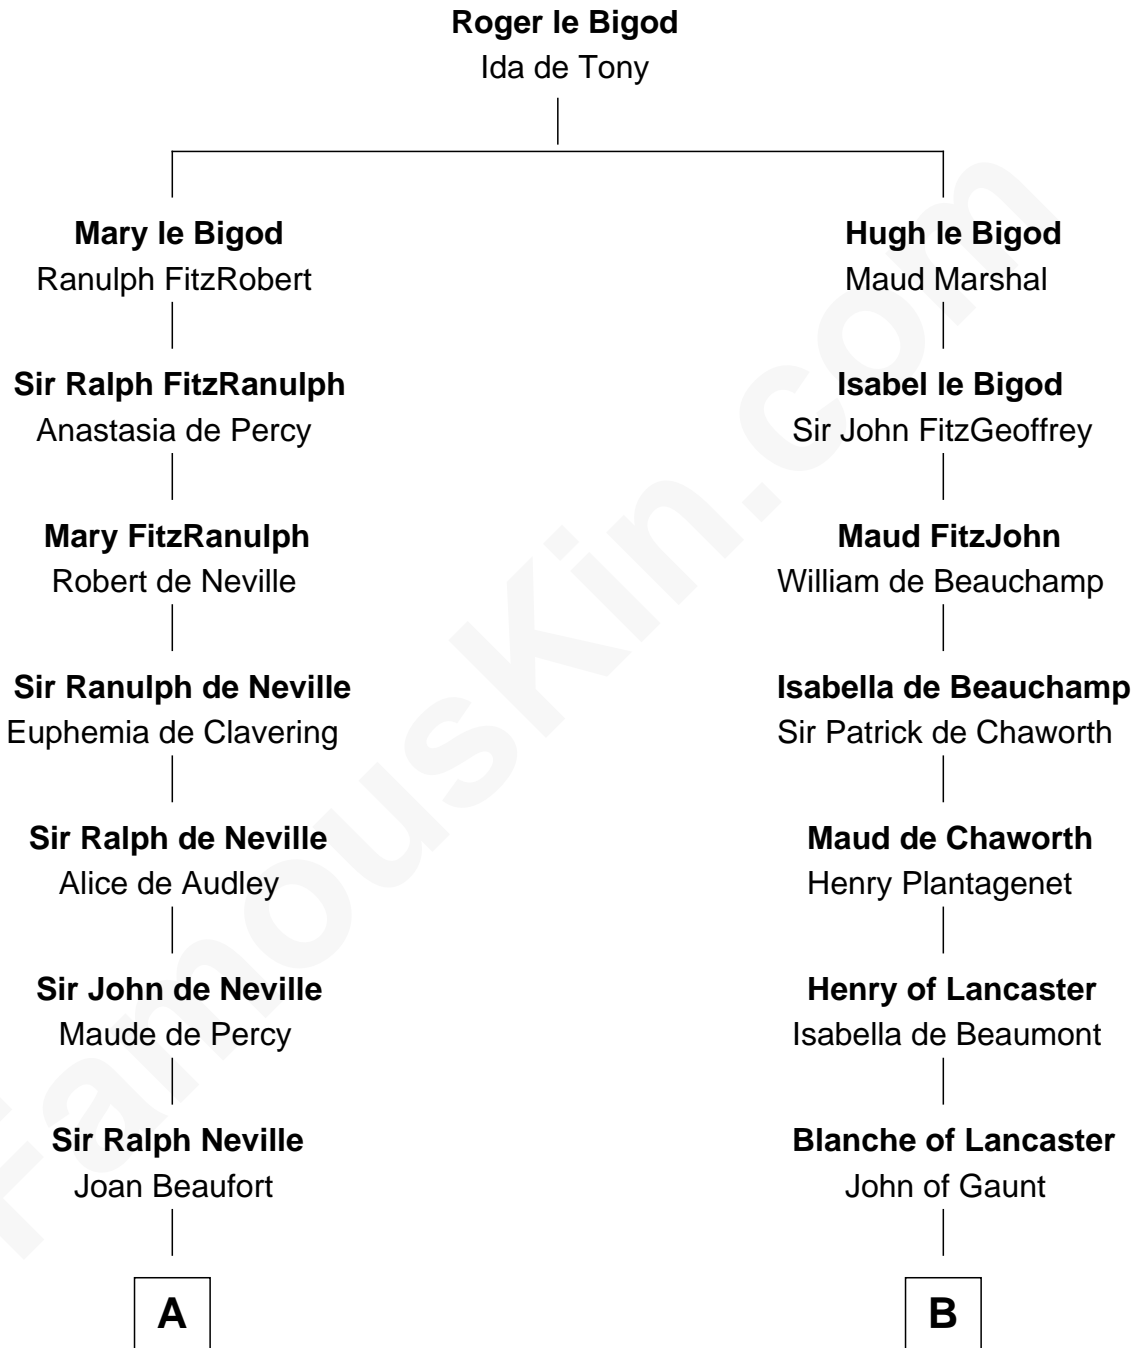 Roger le Bigod
Ida de Tony
Mary le Bigod
Ranulph FitzRobert
Hugh le Bigod
Maud Marshal
Sir Ralph FitzRanulph
Anastasia de Percy
Isabel le Bigod
Sir John FitzGeoffrey
Mary FitzRanulph
Robert de Neville
Maud FitzJohn
William de Beauchamp
Sir Ranulph de Neville
Euphemia de Clavering
Isabella de Beauchamp
Sir Patrick de Chaworth
Sir Ralph de Neville
Alice de Audley
Maud de Chaworth
Henry Plantagenet
Sir John de Neville
Maude de Percy
Henry of Lancaster
Isabella de Beaumont
Sir Ralph Neville
Joan Beaufort
Blanche of Lancaster
John of Gaunt
A
B
FamousKin.com